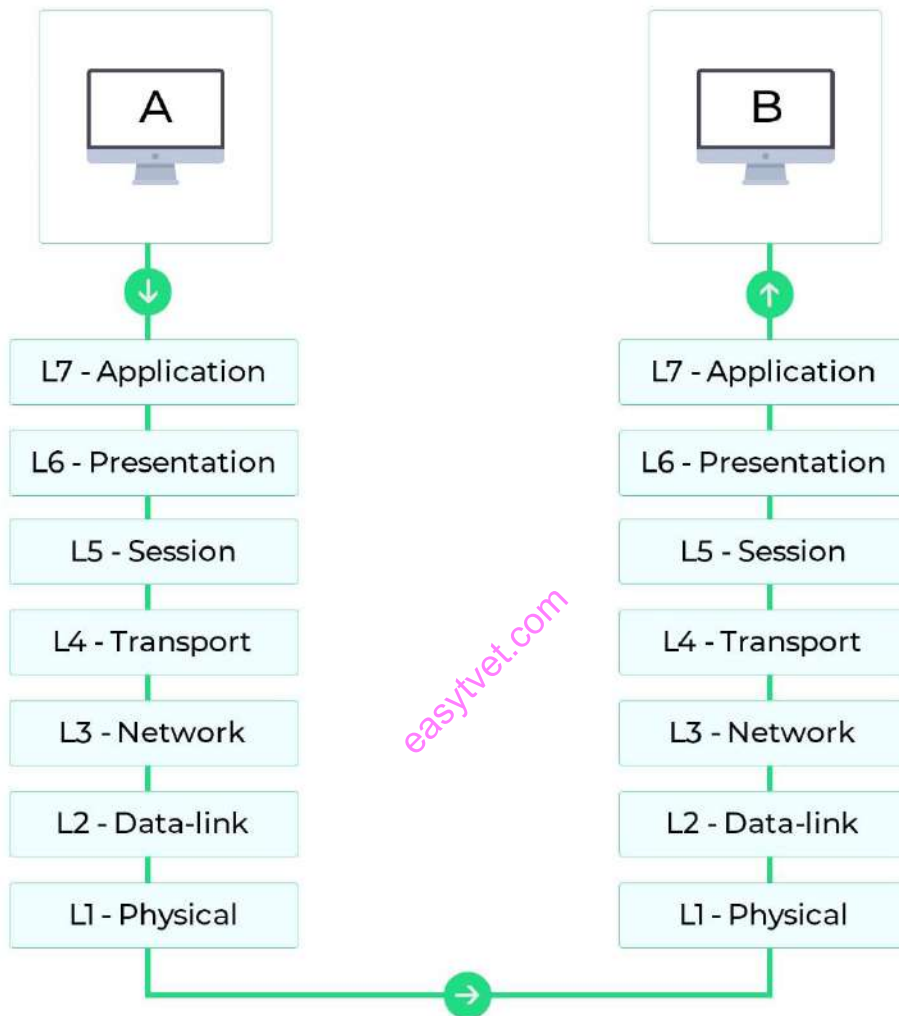 A
B
L7 - Application
L7 - Application
L6 - Presentation
L6 - Presentation
L5 - Session
L5 - Session
L4 - Transport
L4 - Transport
easytvet.com
L3 - Network
L3 - Network
L2 - Data-link
L2 - Data-link
L1 - Physical
L1 - Physical